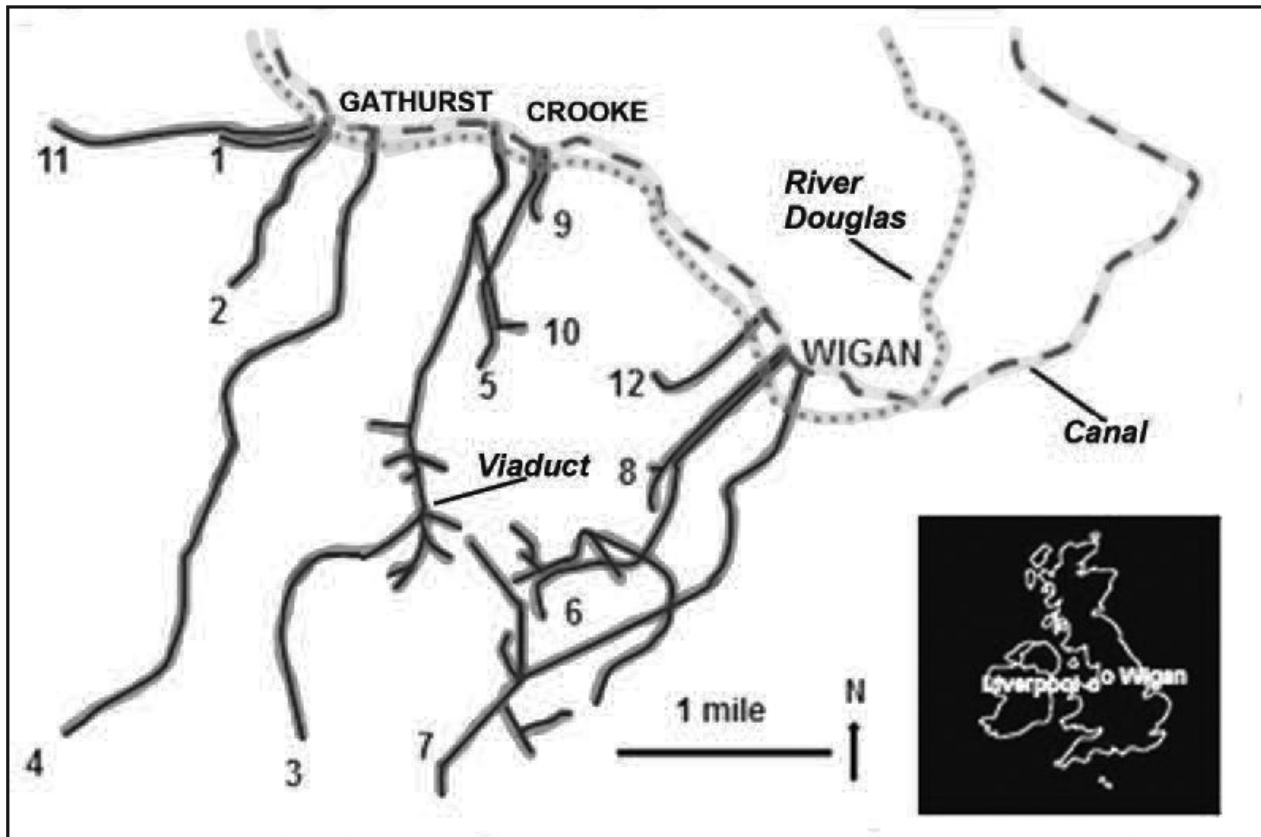 GATHURST
CROOKE
11
1
River
Douglas
9
2
10
WIGAN
12
5
Canal
Viaduct
8
6
1 mile
N
Liverpool
Wigan
7
4
3